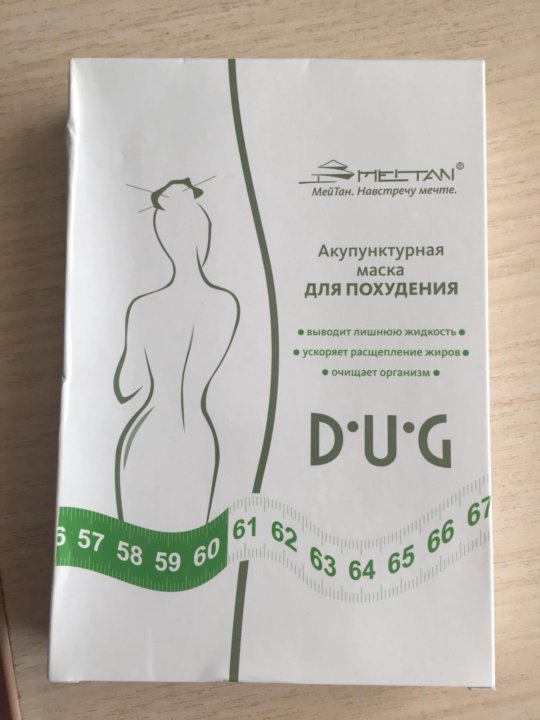 MEITAN®
МейТан. Навстречу мечте.
Акупунктурная
маска
ДЛЯ ПОХУДЕНИЯ
• выводит лишнюю жидкость •
• ускоряет расщепление жиров •
• очищает организм •
D•U•G
6 57 58 59 60 61 62 63 64 65 66 67